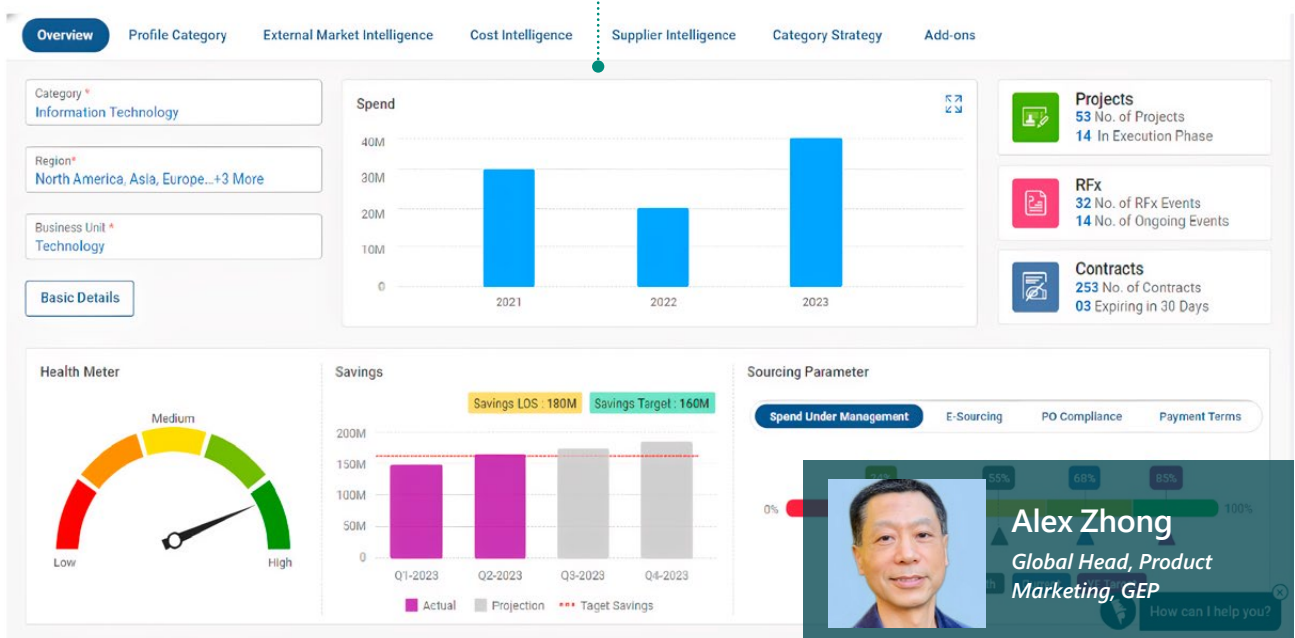 Overview
Profile Category
External Market Intelligence
Cost Intelligence
Supplier Intelligence
Category Strategy
Add-ons
Category *
Information Technology
Region*
North America, Asia, Europe...+3 More
Business Unit *
Technology
Basic Details
Spend
40M
30M
20M
10M
0
2021
2022
2023
Projects
53 No. of Projects
14 In Execution Phase
RFx
32 No. of RFx Events
14 No. of Ongoing Events
Contracts
253 No. of Contracts
03 Expiring in 30 Days
Health Meter
Low
Medium
High
Savings
Savings LOS : 180M
Savings Target : 160M
200M
150M
100M
50M
0
Q1-2023
Q2-2023
Q3-2023
Q4-2023
Actual
Projection
Taget Savings
Sourcing Parameter
Spend Under Management
E-Sourcing
PO Compliance
Payment Terms
0%
55%
68%
85%
100%
Alex Zhong
Global Head, Product
Marketing, GEP
How can I help you?